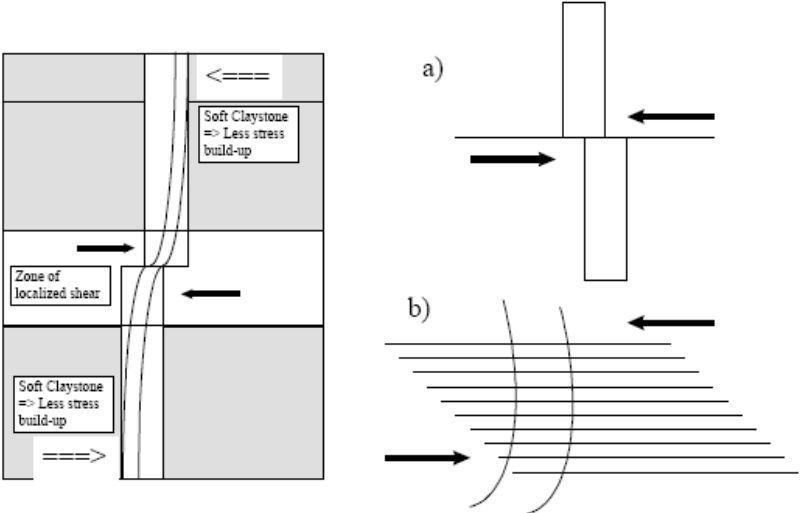 <===
Soft Claystone
=> Less stress
build-up
Zone of
localized shear
Soft Claystone
=> Less stress
build-up
===>
a)
b)